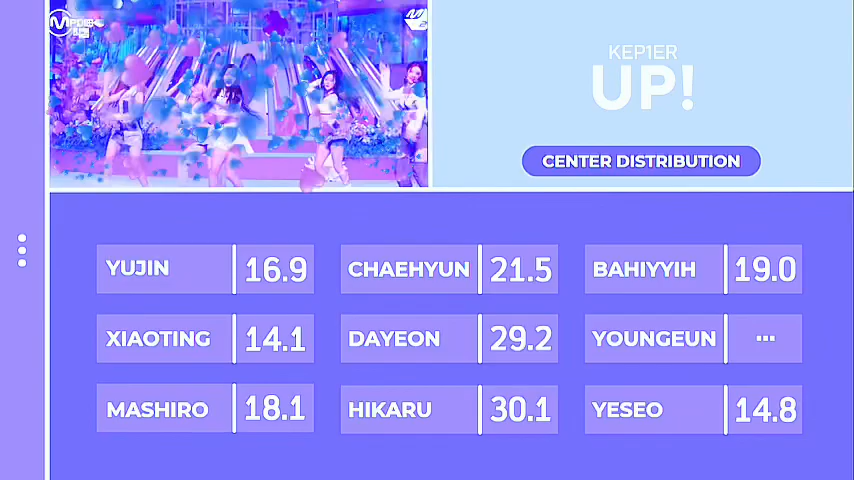 KEP1ER
UP!
CENTER DISTRIBUTION
YUJIN 16.9
CHAEHYUN 21.5
BAHIYYIH 19.0
XIAOTING 14.1
DAYEON 29.2
YOUNGEUN ...
MASHIRO 18.1
HIKARU 30.1
YESEO 14.8